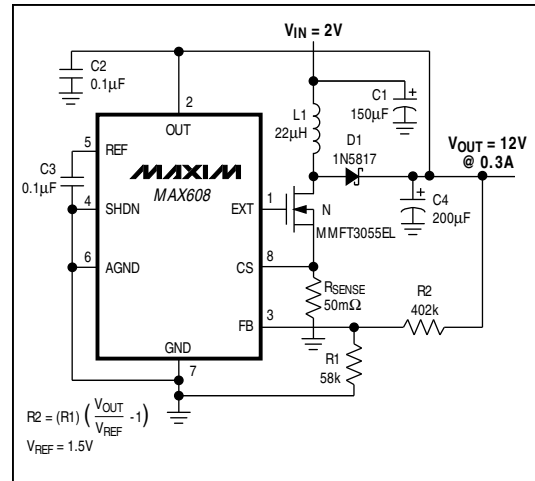 VIN = 2V
C2
0.1μF
2
OUT
C1
150μF
L1
22μH
D1
1N5817
VOUT = 12V
@ 0.3A
5
REF
C3
0.1μF
MAXIM
MAX608
4
SHDN
EXT
1
N
MMFT3055EL
C4
200μF
6
AGND
CS
8
RSENSE
50mΩ
R2
402k
FB
3
R1
58k
GND
7
R2 = (R1) (VOUT/VREF -1)
VREF = 1.5V